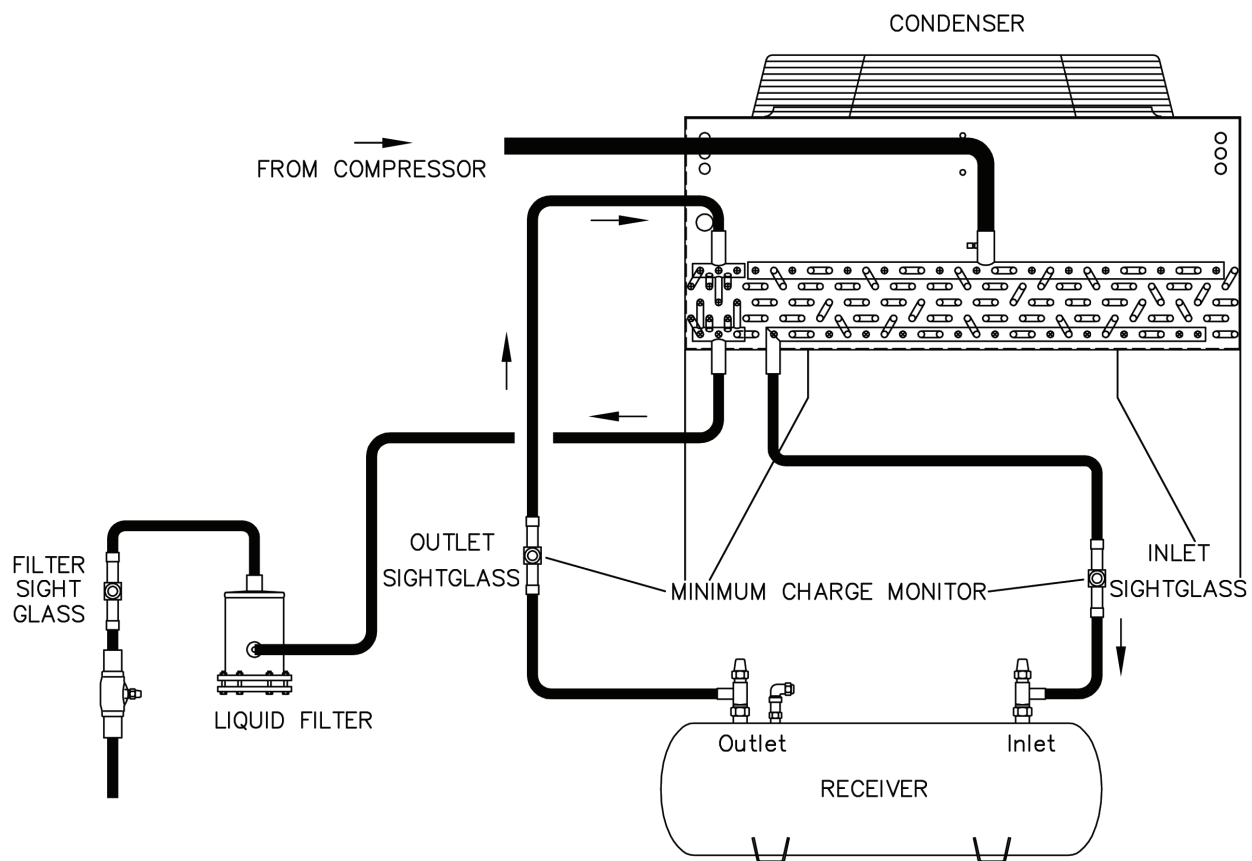 CONDENSER
FROM COMPRESSOR
OUTLET
SIGHTGLASS
INLET
SIGHTGLASS
FILTER
SIGHT
GLASS
MINIMUM CHARGE MONITOR
LIQUID FILTER
Outlet
Inlet
RECEIVER